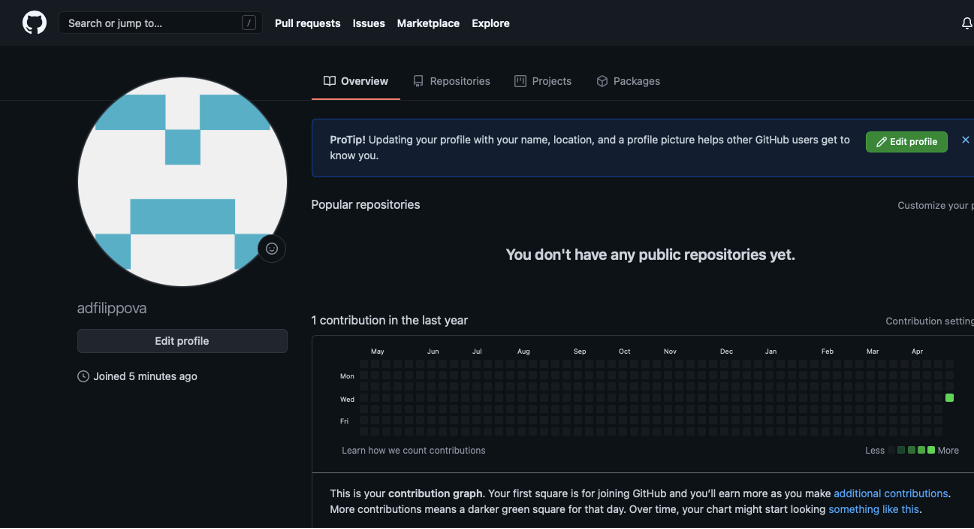 Search or jump to... / Pull requests Issues Marketplace Explore
Overview Repositories Projects Packages
ProTip! Updating your profile with your name, location, and a profile picture helps other GitHub users get to
know you.
Edit profile
Popular repositories
Customize your
You don't have any public repositories yet.
adfilippova
Edit profile
Joined 5 minutes ago
1 contribution in the last year
Contribution
May Jun Jul Aug Sep Oct Nov Dec Jan Feb Mar Apr
Mon
Wed
Fri
Learn how we count contributions
Less More
This is your contribution graph. Your first square is for joining GitHub and you'll earn more as you make additional contributions.
More contributions means a darker green square for that day. Over time, your chart might start looking something like this.